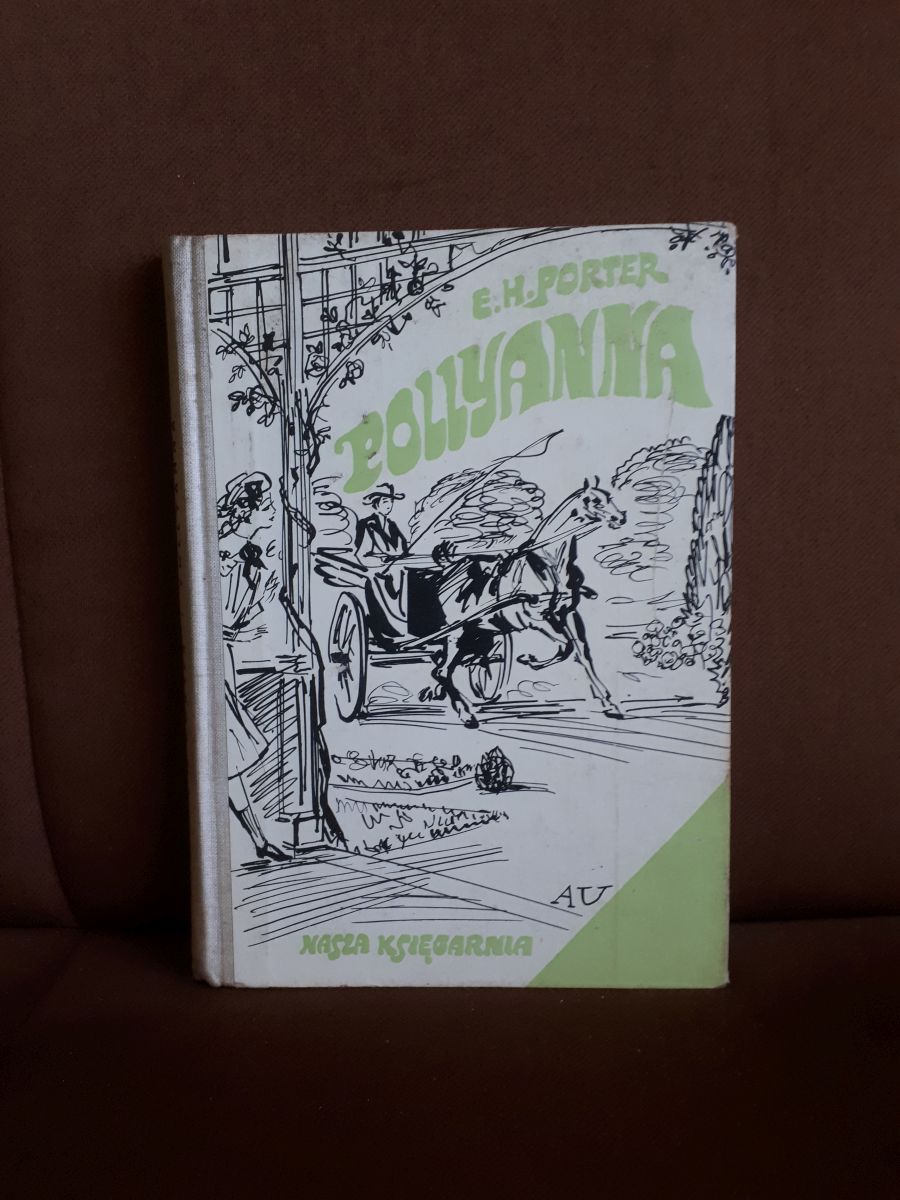 E.H. PORTER
POLLYANNA
AU
NASZA KSIĘGARNIA